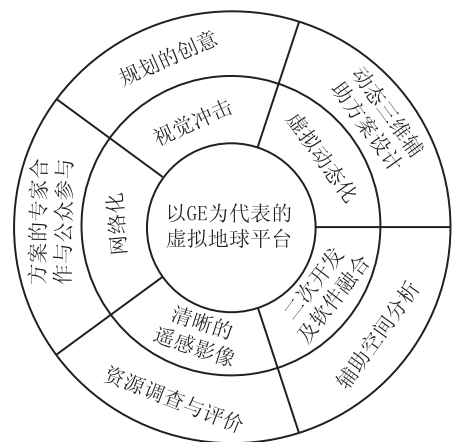 规划的创意
动态三维辅
助方案设计
视觉冲击
虚拟动态化
方案的专家合
作与公众参与
网络化
以GE为代表的
虚拟地球平台
二次开发
及软件融合
清晰的
遥感影像
辅助空间分析
资源调查与评价